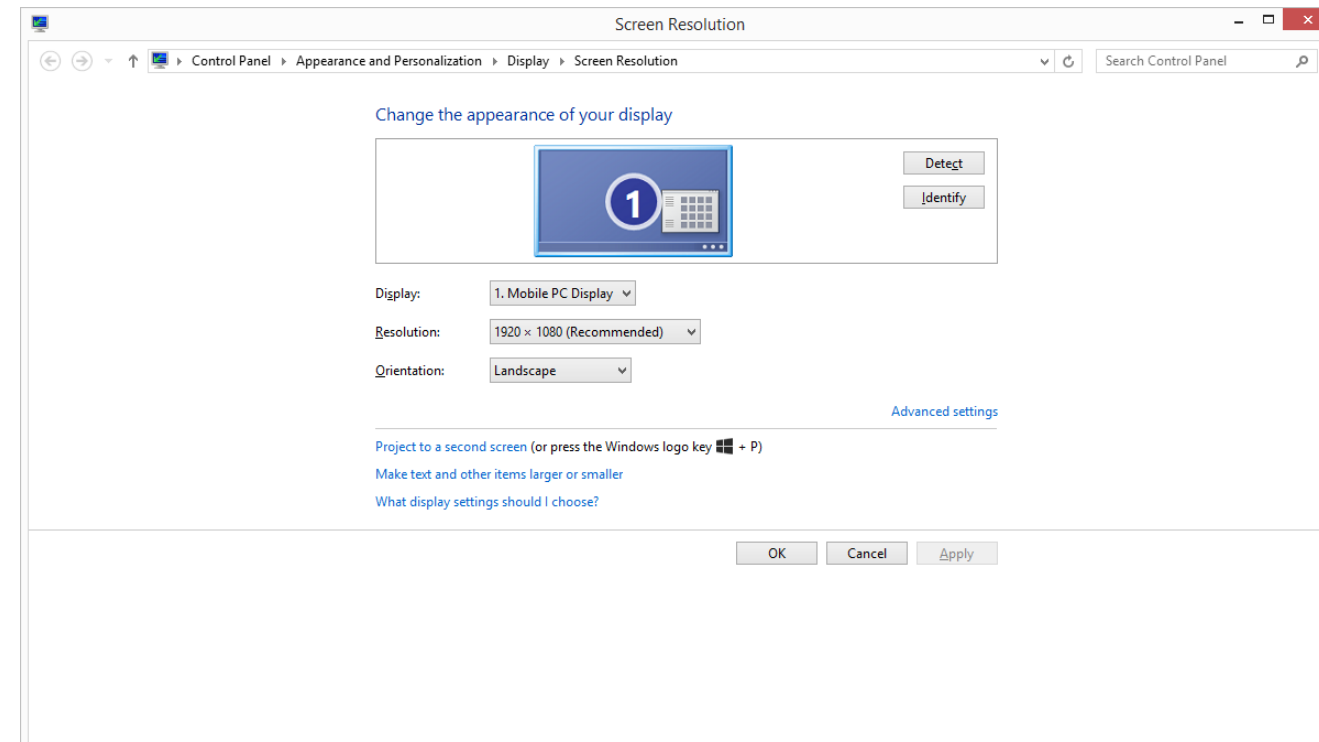 Screen Resolution
Control Panel Appearance and Personalization Display Screen Resolution Search Control Panel
Change the appearance of your display
1
Detect
Identify
Display: 1. Mobile PC Display
Resolution: 1920 × 1080 (Recommended)
Orientation: Landscape
Advanced settings
Project to a second screen (or press the Windows logo key + P)
Make text and other items larger or smaller
What display settings should I choose?
OK Cancel Apply